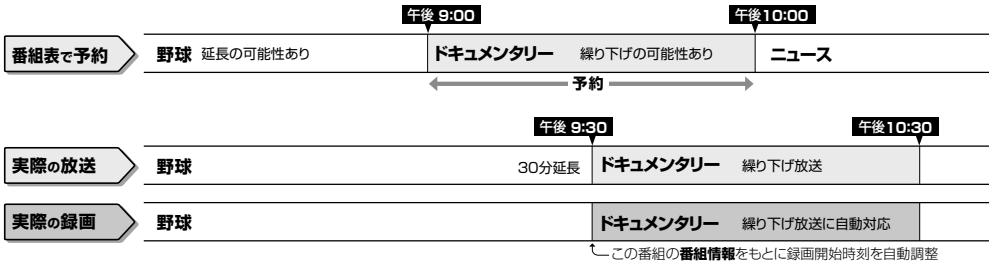 午後 9:00 午後10:00
番組表で予約 野球 延長の可能性あり ドキュメンタリー 繰り下げの可能性あり ニュース
予約
午後 9:30 午後10:30
実際の放送 野球 30分延長 ドキュメンタリー 繰り下げ放送
実際の録画 野球 ドキュメンタリー 繰り下げ放送に自動対応
この番組の番組情報をもとに録画開始時刻を自動調整